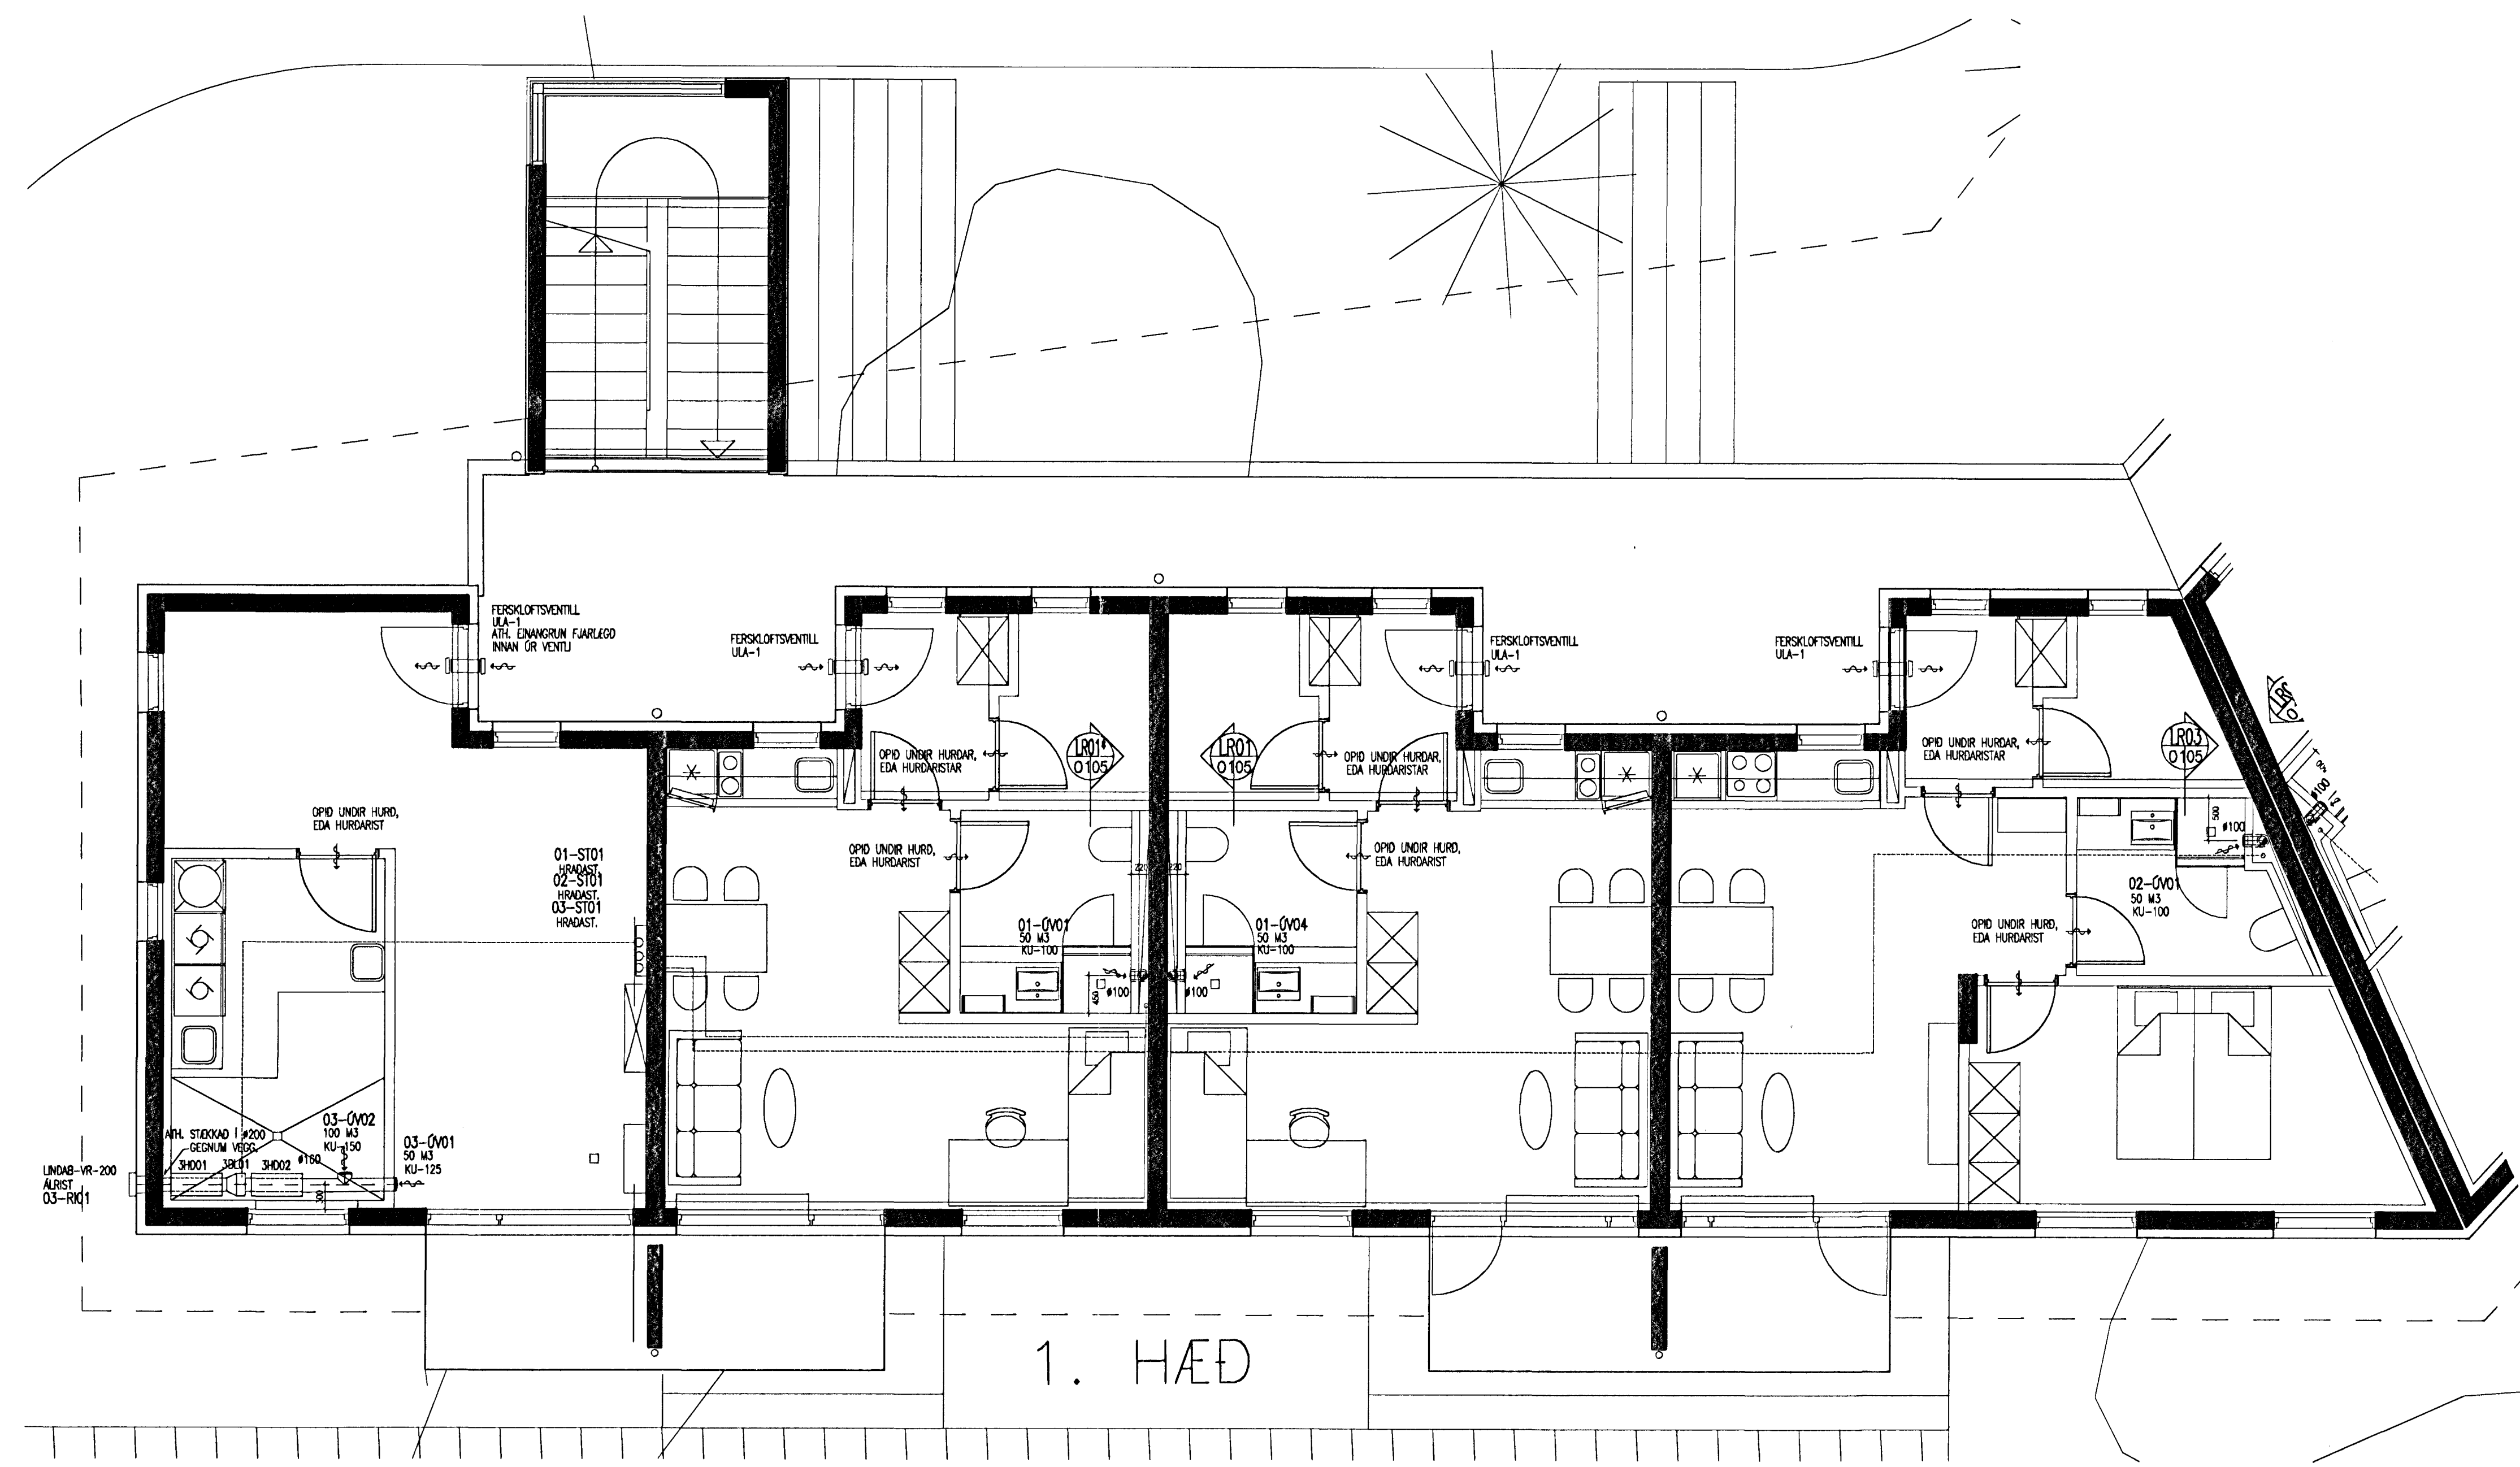 FERSKLOFTSVENTILL
ULA-1
ATH. EINANGRUN FJARLÆGÐ
INNAN ÚR VENTLI
FERSKLOFTSVENTILL
ULA-1
FERSKLOFTSVENTILL
ULA-1
FERSKLOFTSVENTILL
ULA-1
LR01
0105
LR01
0105
LR03
0105
OPIÐ UNDIR HURÐAR,
EÐA HURÐARISTAR
OPIÐ UNDIR HURÐAR,
EÐA HURÐARISTAR
OPIÐ UNDIR HURÐAR,
EÐA HURÐARISTAR
OPIÐ UNDIR HURÐ,
EÐA HURÐARIST
OPIÐ UNDIR HURÐ,
EÐA HURÐARIST
OPIÐ UNDIR HURÐ,
EÐA HURÐARIST
OPIÐ UNDIR HURÐ,
EÐA HURÐARIST
01-ST01
HRAÐAST.
02-ST01
HRAÐAST.
03-ST01
HRAÐAST.
220
220
500
ø100
ø100
01-ÚV01
50 M3
KU-100
01-ÚV04
50 M3
KU-100
02-ÚV01
50 M3
KU-100
450
ø100
ø100
ATH. STÆKKAÐ Í ø200
GEGNUM VEGG.
03-ÚV02
100 M3
KU-150
03-ÚV01
50 M3
KU-125
3HD01
3BL01
3HD02
ø160
300
LINDAB-VR-200
ÁLRIST
03-RI01
1. HÆÐ